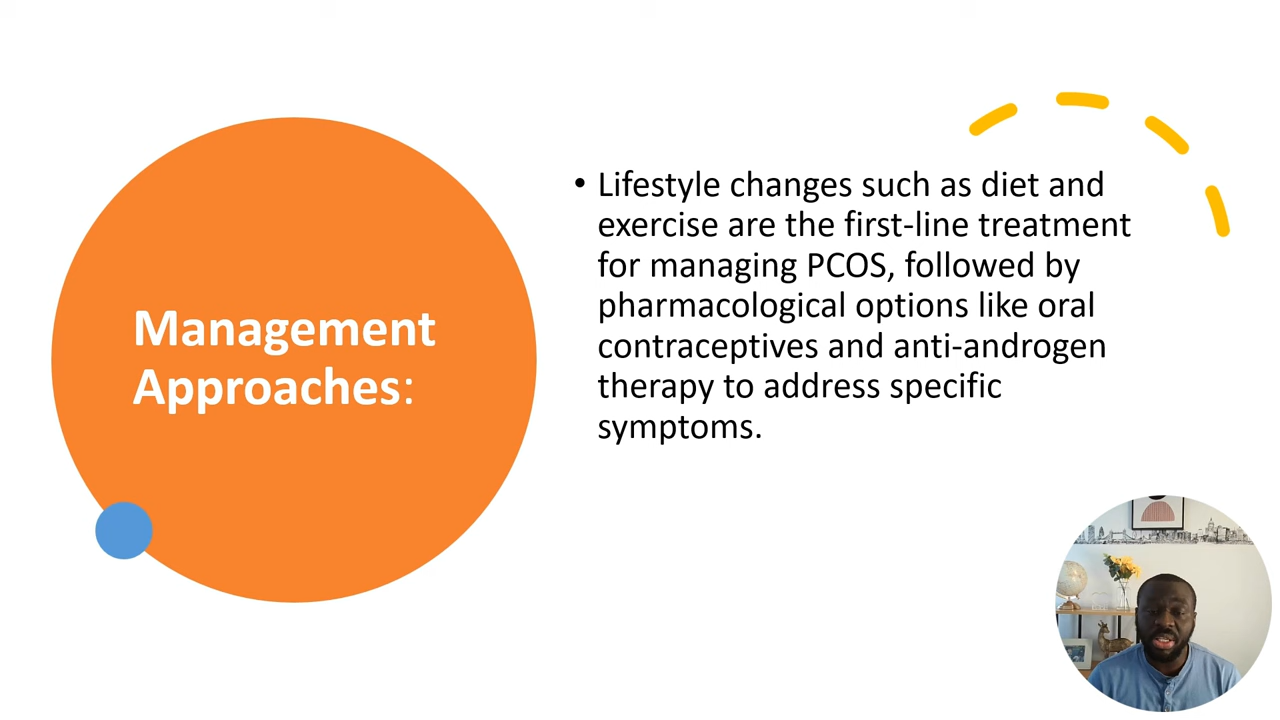 Management
Approaches:
• Lifestyle changes such as diet and
exercise are the first-line treatment
for managing PCOS, followed by
pharmacological options like oral
contraceptives and anti-androgen
therapy to address specific
symptoms.